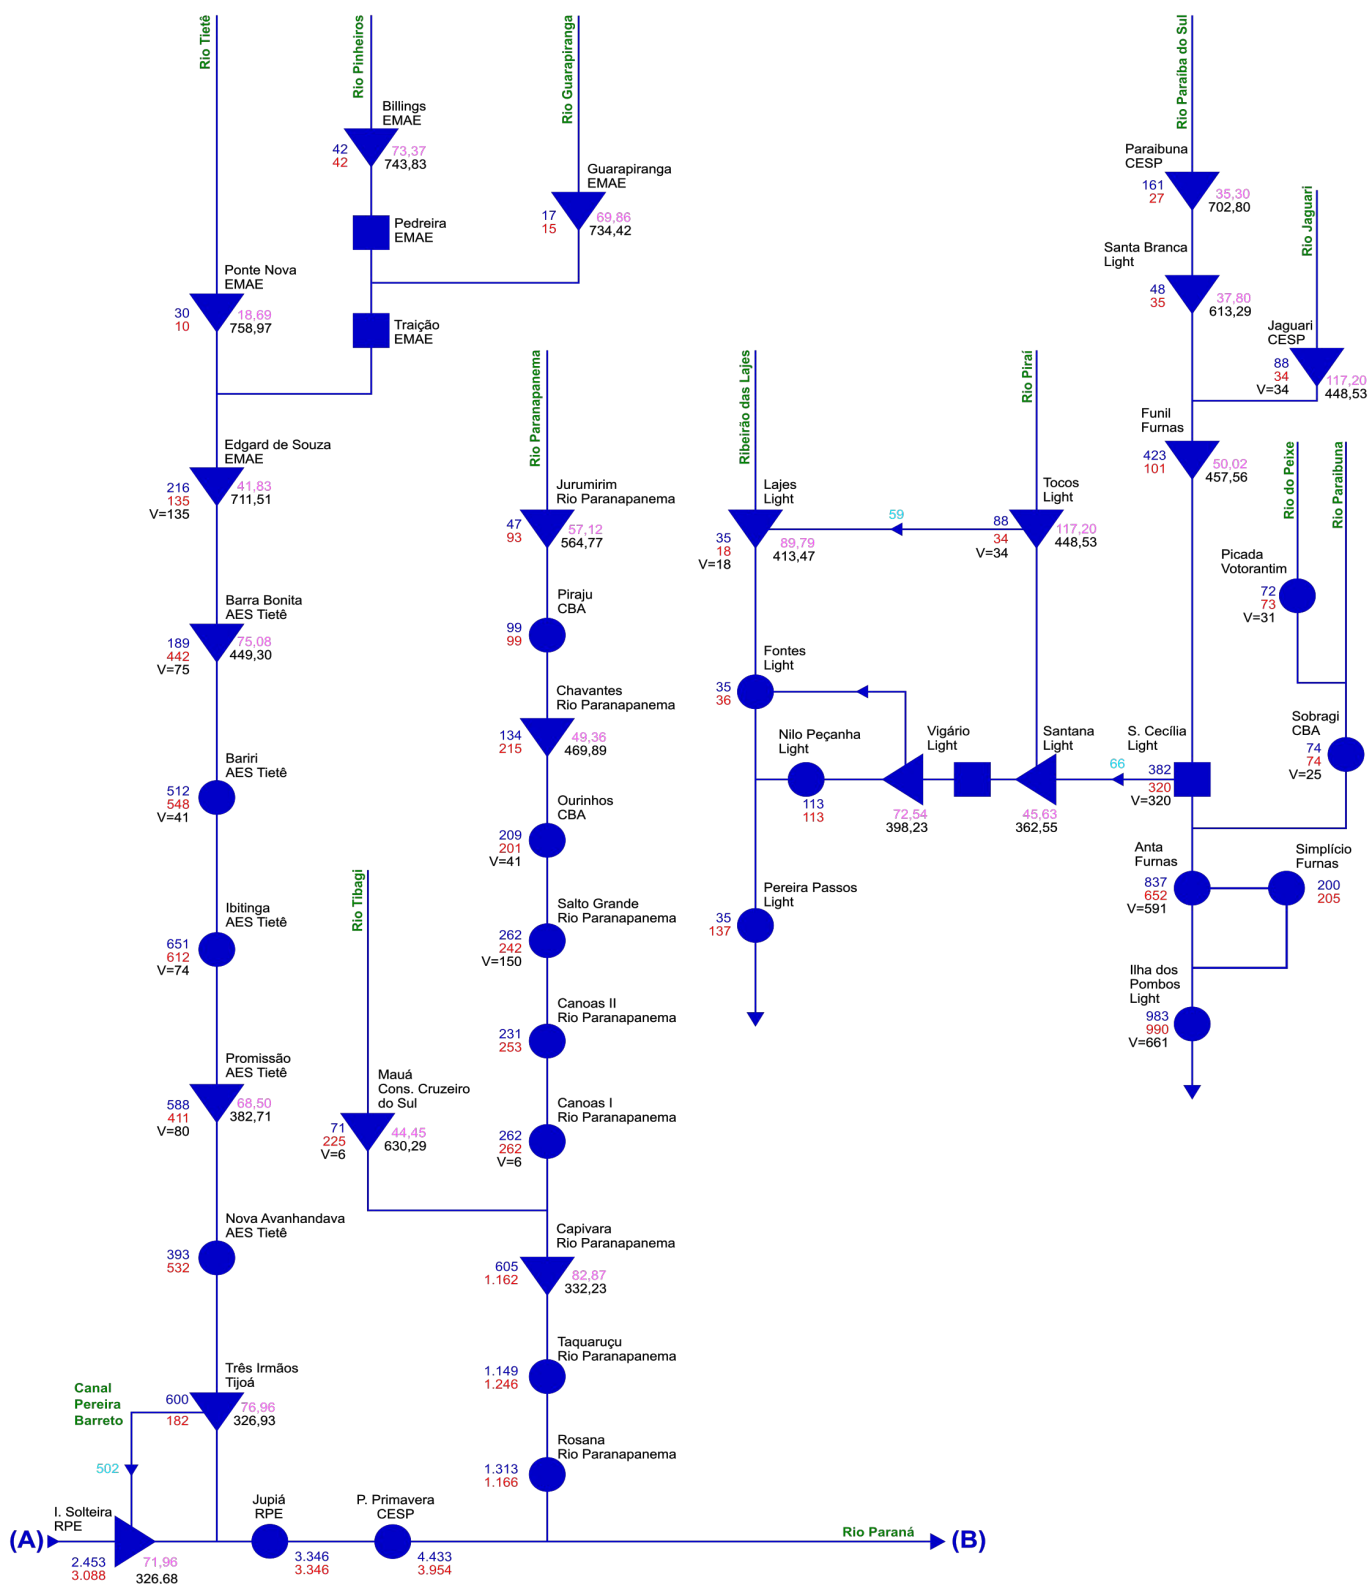 Rio Tietê
Rio Pinheiros
Rio Guarapiranga
Billings
EMAE
42
42
73,37
743,83
Guarapiranga
EMAE
17
15
69,86
734,42
Pedreira
EMAE
Ponte Nova
EMAE
30
10
18,69
758,97
Traição
EMAE
Edgard de Souza
EMAE
216
135
V=135
41,83
711,51
Barra Bonita
AES Tietê
189
442
V=75
75,08
449,30
Bariri
AES Tietê
512
548
V=41
Ibitinga
AES Tietê
651
612
V=74
Promissão
AES Tietê
588
411
V=80
68,50
382,71
Nova Avanhandava
AES Tietê
393
532
Três Irmãos
Tijoá
600
182
76,96
326,93
Canal
Pereira
Barreto
502
I. Solteira
RPE
(A)
2.453
3.088
71,96
326,68
Jupiá
RPE
3.346
3.346
P. Primavera
CESP
4.433
3.954
Rio Paraná
(B)
Rio Paranapanema
Jurumirim
Rio Paranapanema
47
93
57,12
564,77
Piraju
CBA
99
99
Chavantes
Rio Paranapanema
134
215
49,36
469,89
Ourinhos
CBA
209
201
V=41
Salto Grande
Rio Paranapanema
262
242
V=150
Canoas II
Rio Paranapanema
231
253
Canoas I
Rio Paranapanema
262
262
V=6
Rio Tibagi
Mauá
Cons. Cruzeiro
do Sul
71
225
V=6
44,45
630,29
Capivara
Rio Paranapanema
605
1.162
82,87
332,23
Taquaruçu
Rio Paranapanema
1.149
1.246
Rosana
Rio Paranapanema
1.313
1.166
Ribeirão das Lajes
Rio Piraí
Lajes
Light
35
18
V=18
89,79
413,47
59
Tocos
Light
88
34
V=34
117,20
448,53
Fontes
Light
35
36
Nilo Peçanha
Light
113
113
Vigário
Light
72,54
398,23
Santana
Light
45,63
362,55
66
S. Cecília
Light
382
320
V=320
Pereira Passos
Light
35
137
Rio Paraíba do Sul
Rio Jaguari
Paraibuna
CESP
161
27
35,30
702,80
Santa Branca
Light
48
35
37,80
613,29
Jaguari
CESP
88
34
V=34
117,20
448,53
Funil
Furnas
423
101
50,02
457,56
Rio do Peixe
Rio Paraibuna
Picada
Votorantim
72
73
V=31
Sobragi
CBA
74
74
V=25
Anta
Furnas
837
652
V=591
Simplício
Furnas
200
205
Ilha dos
Pombos
Light
983
990
V=661